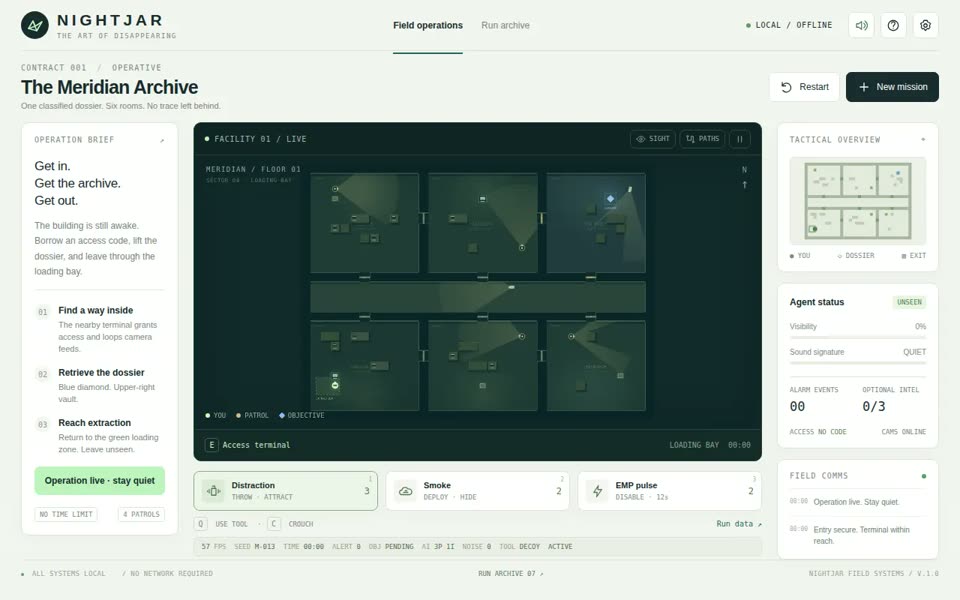 NIGHTJAR
THE ART OF DISAPPEARING
Field operations
Run archive
LOCAL / OFFLINE
CONTRACT 001 / OPERATIVE
The Meridian Archive
One classified dossier. Six rooms. No trace left behind.
Restart
New mission
OPERATION BRIEF
Get in.
Get the archive.
Get out.
The building is still awake.
Borrow an access code, lift the
dossier, and leave through the
loading bay.
01 Find a way inside
The nearby terminal grants
access and loops camera
feeds.
02 Retrieve the dossier
Blue diamond. Upper-right
vault.
03 Reach extraction
Return to the green loading
zone. Leave unseen.
Operation live · stay quiet
NO TIME LIMIT
4 PATROLS
FACILITY 01 / LIVE
SIGHT
PATHS
MERIDIAN / FLOOR 01
SECTOR 04 LOADING BAY
N
YOU
PATROL
OBJECTIVE
E Access terminal
LOADING BAY 00:00
Distraction
THROW · ATTRACT
1
3
Smoke
DEPLOY · HIDE
2
2
EMP pulse
DISABLE · 12s
3
2
Q USE TOOL · C CROUCH
Run data
57 FPS SEED M-013 TIME 00:00 ALERT 0 OBJ PENDING AI 3P 1I NOISE 0 TOOL DECOY ACTIVE
TACTICAL OVERVIEW
YOU
DOSSIER
EXIT
Agent status
UNSEEN
Visibility 0%
Sound signature QUIET
ALARM EVENTS
00
OPTIONAL INTEL
0/3
ACCESS NO CODE
CAMS ONLINE
FIELD COMMS
00:00 Operation live. Stay quiet.
00:00 Entry secure. Terminal within
reach.
ALL SYSTEMS LOCAL / NO NETWORK REQUIRED
RUN ARCHIVE 07
NIGHTJAR FIELD SYSTEMS / V.1.0